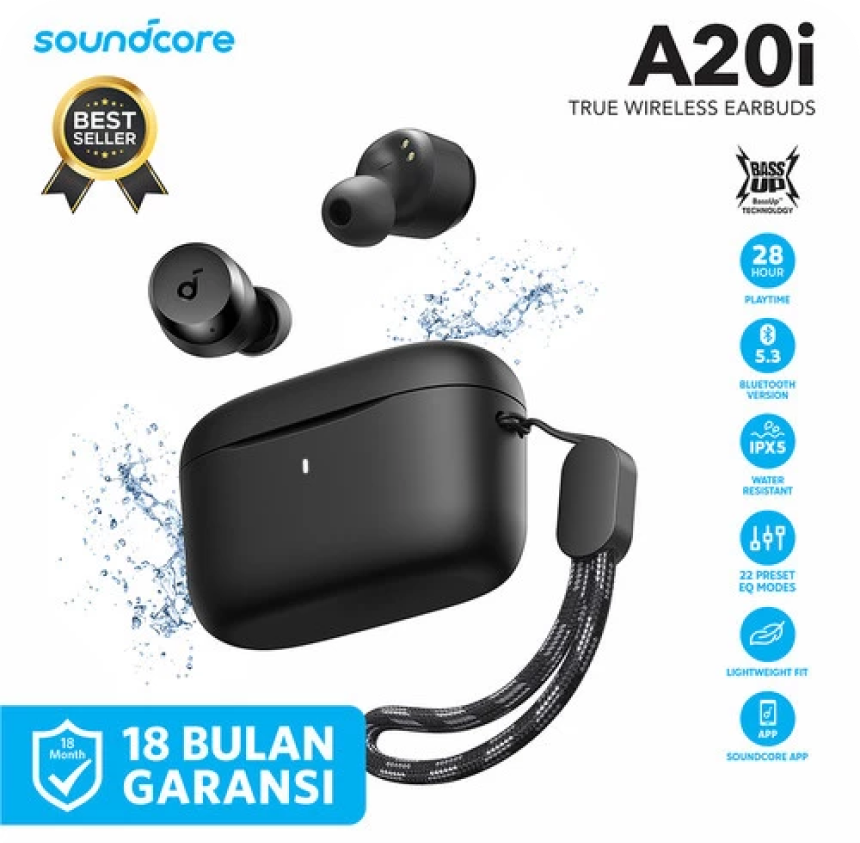 soundcore
A20i
TRUE WIRELESS EARBUDS
BEST
SELLER
BASS
UP
BassUp™
TECHNOLOGY
28
HOUR
PLAYTIME
5.3
BLUETOOTH
VERSION
IPX5
WATER
RESISTANT
22 PRESET
EQ MODES
LIGHTWEIGHT FIT
APP
SOUNDCORE APP
18
Month
18 BULAN
GARANSI